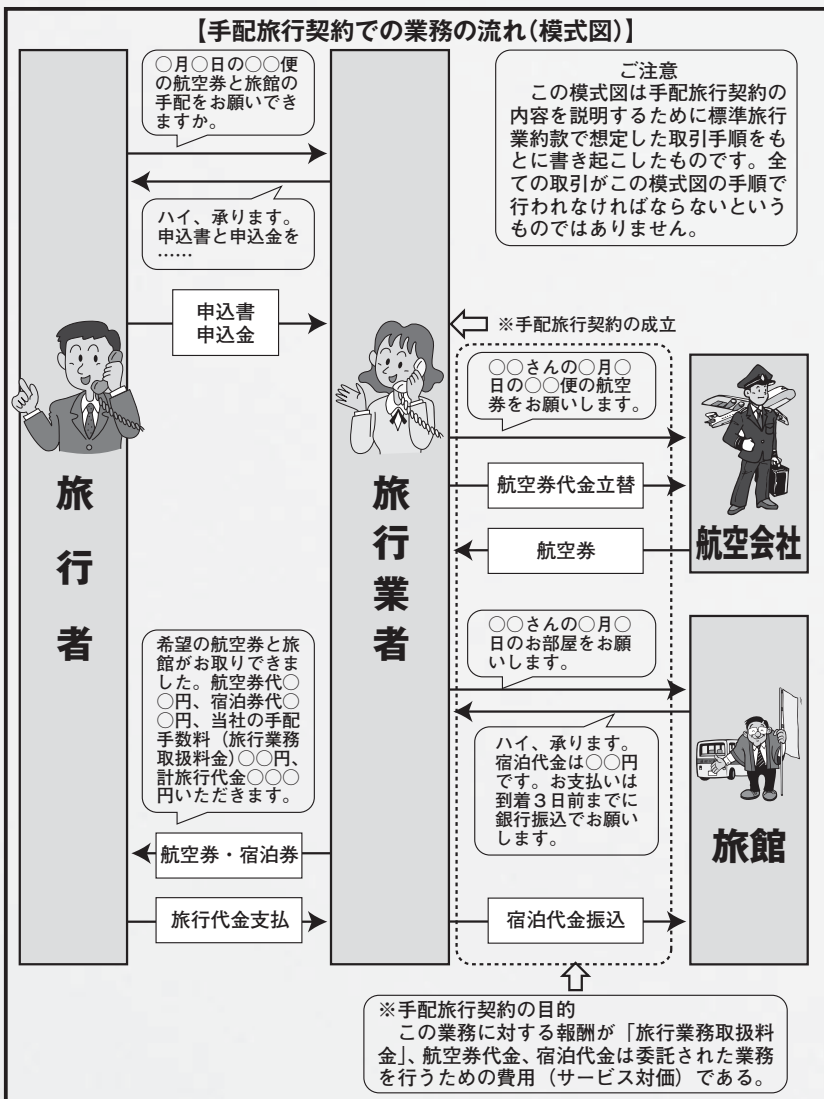 【手配旅行契約での業務の流れ（模式図）】
○月○日の○○便
の航空券と旅館の
手配をお願いでき
ますか。
ご注意
この模式図は手配旅行契約の
内容を説明するために標準旅行
業約款で想定した取引手順をも
とに書き起こしたものです。全
ての取引がこの模式図の手順で
行われなければならないという
ものではありません。
ハイ、承ります。
申込書と申込金を
……
申込書
申込金
※手配旅行契約の成立
○○さんの○月○
日の○○便の航空
券をお願いします。
航空券代金立替
航空券
旅行者
旅行業者
航空会社
○○さんの○月○
日のお部屋をお願
いします。
希望の航空券と旅
館がお取りできま
した。航空券代○
○円、宿泊券代○
○円、当社の手配
手数料（旅行業務
取扱料金）○○円、
計旅行代金○○○
円いただきます。
ハイ、承ります。
宿泊代金は○○円
です。お支払いは
到着３日前までに
銀行振込でお願い
します。
旅館
航空券・宿泊券
旅行代金支払
宿泊代金振込
※手配旅行契約の目的
この業務に対する報酬が「旅行業務取扱料
金」、航空券代金、宿泊代金は委託された業務
を行うための費用（サービス対価）である。